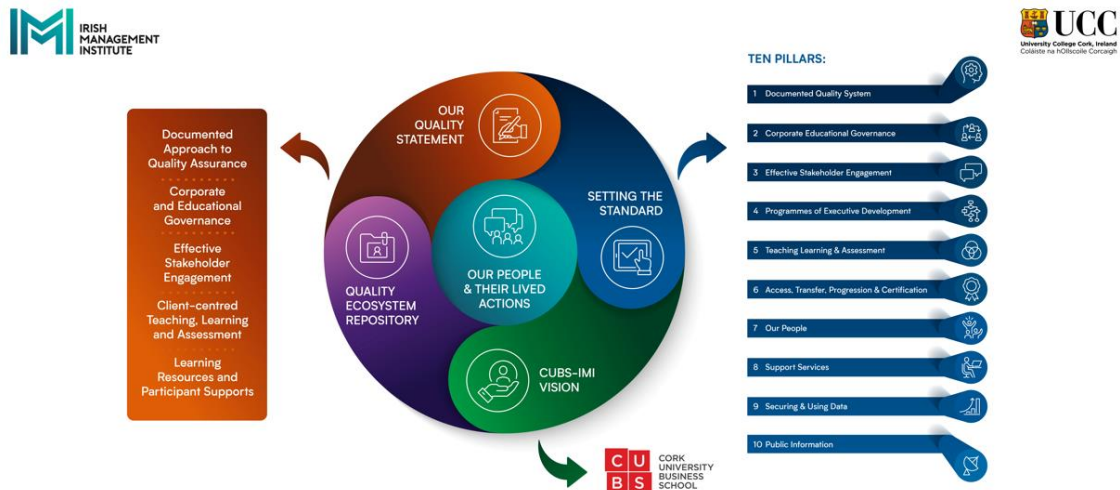 IRISH
MANAGEMENT
INSTITUTE
UCC
University College Cork, Ireland
Coláiste na hOllscoile Corcaigh
Documented
Approach to
Quality Assurance
Corporate
and Educational
Governance
Effective
Stakeholder
Engagement
Client-centred
Teaching, Learning
and Assessment
Learning
Resources and
Participant Supports
OUR
QUALITY
STATEMENT
SETTING THE
STANDARD
QUALITY
ECOSYSTEM
REPOSITORY
OUR PEOPLE
& THEIR LIVED
ACTIONS
CUBS-IMI
VISION
CU
BS
CORK
UNIVERSITY
BUSINESS
SCHOOL
TEN PILLARS:
1 Documented Quality System
2 Corporate Educational Governance
3 Effective Stakeholder Engagement
4 Programmes of Executive Development
5 Teaching Learning & Assessment
6 Access, Transfer, Progression & Certification
7 Our People
8 Support Services
9 Securing & Using Data
10 Public Information